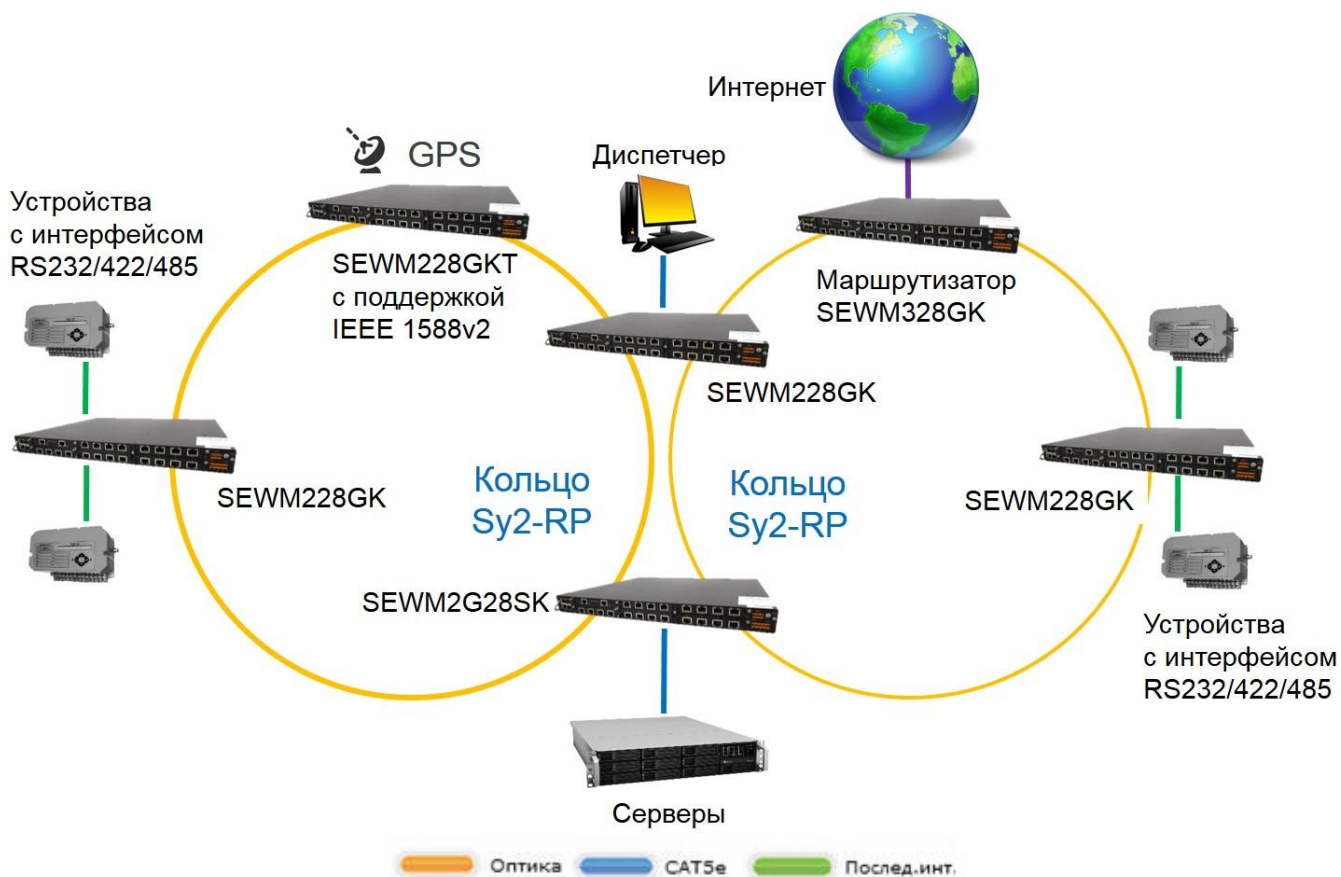 Интернет
GPS
Диспетчер
Устройства
с интерфейсом
RS232/422/485
SEWM228GKT
с поддержкой
IEEE 1588v2
Маршрутизатор
SEWM328GK
SEWM228GK
SEWM228GK
Кольцо
Sy2-RP
Кольцо
Sy2-RP
SEWM228GK
SEWM2G28SK
Устройства
с интерфейсом
RS232/422/485
Серверы
Оптика CAT5e Послед.инт.